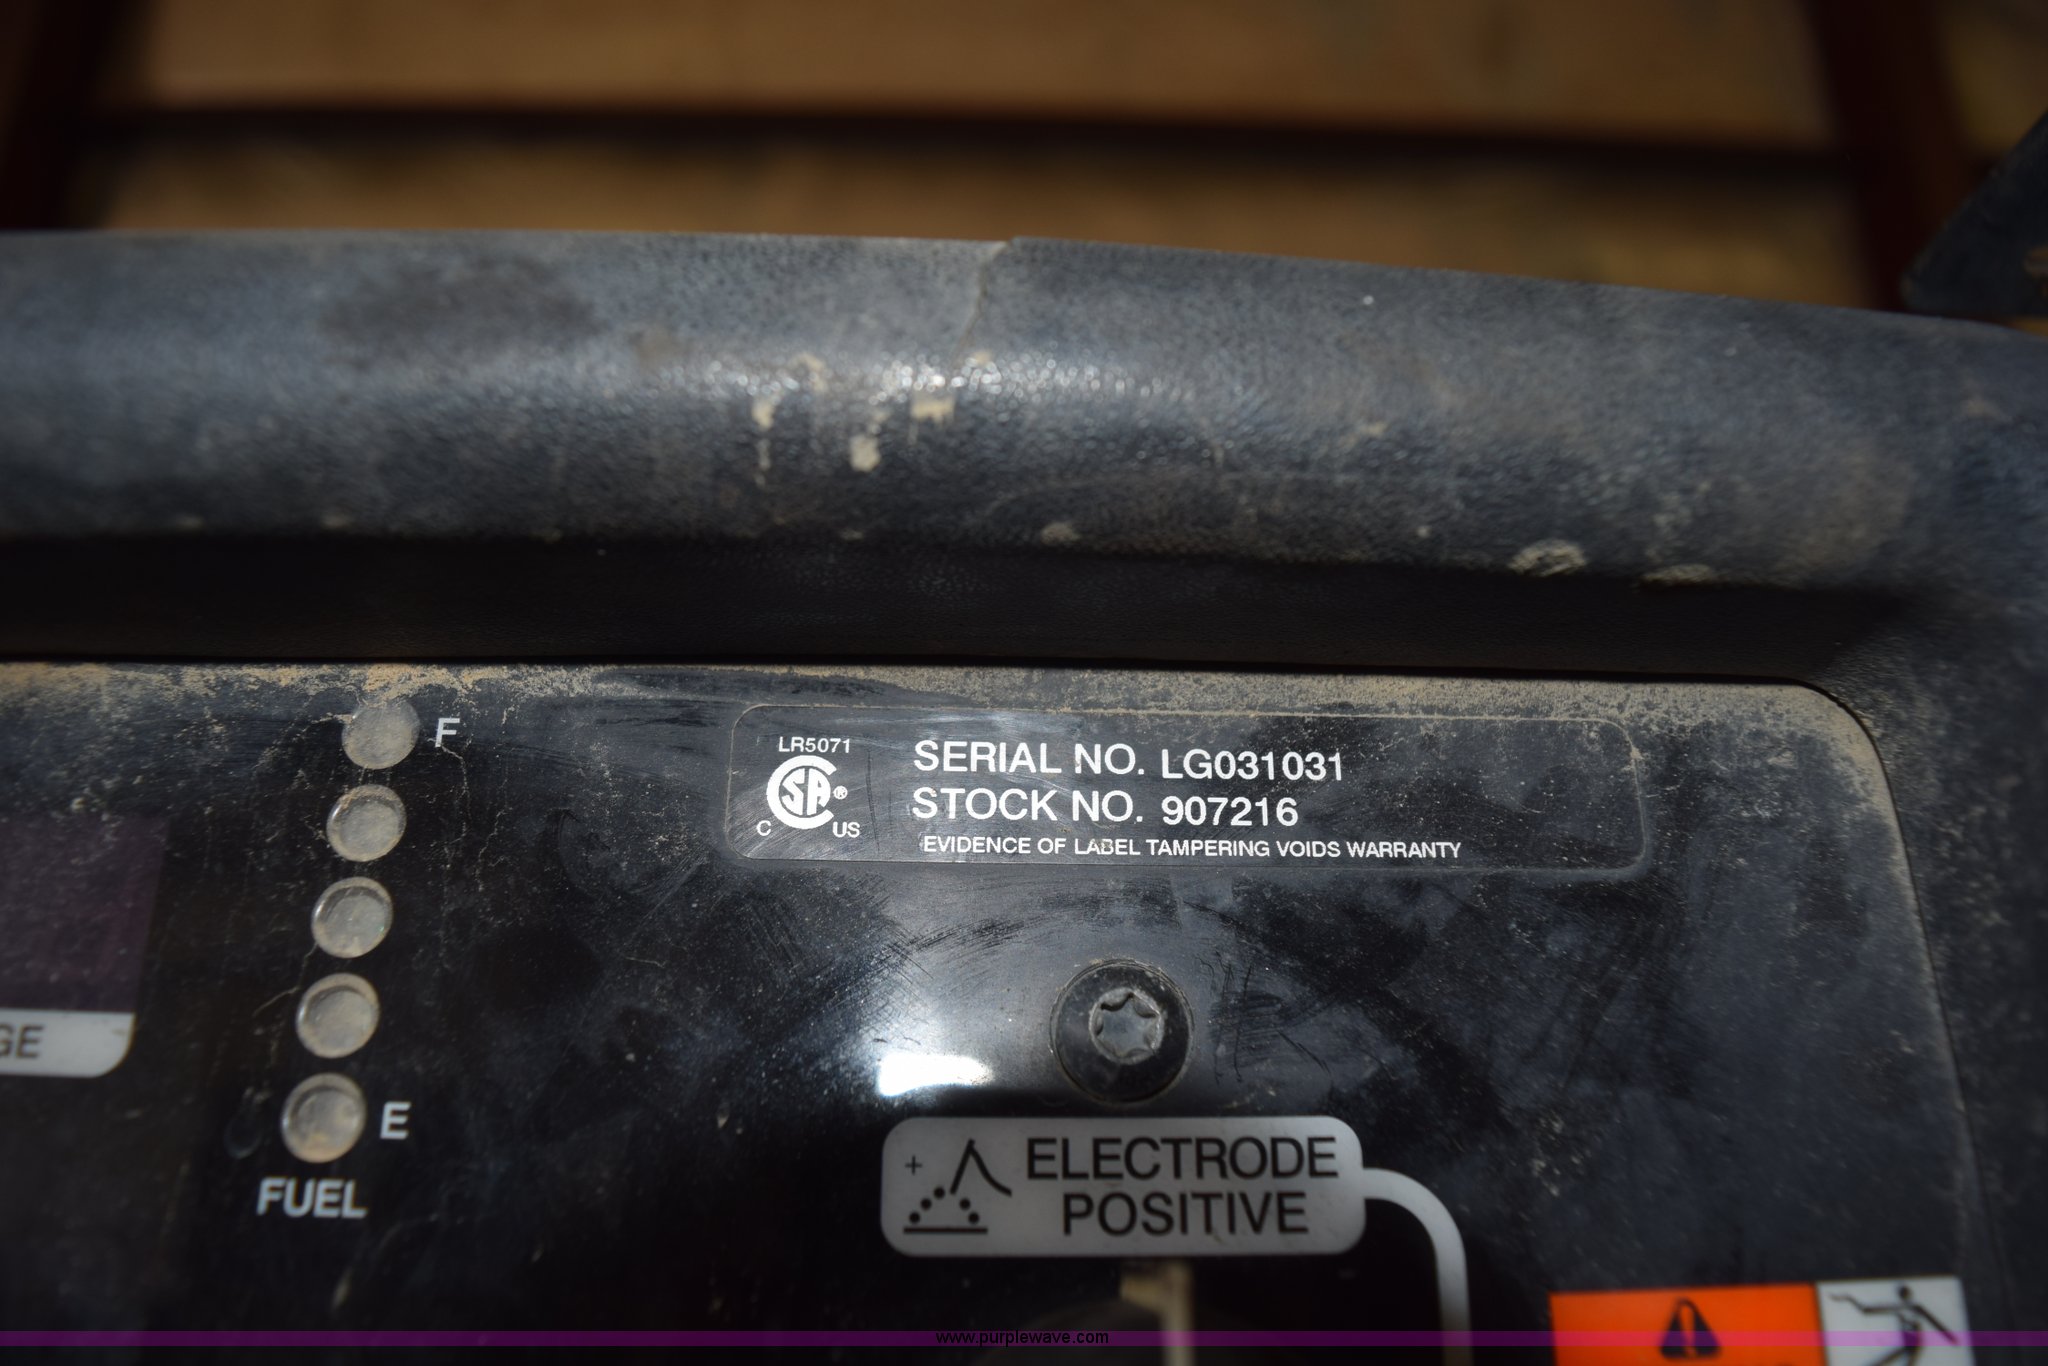 F
LR5071
CSA®
C US
SERIAL NO. LG031031
STOCK NO. 907216
EVIDENCE OF LABEL TAMPERING VOIDS WARRANTY
GE
E
FUEL
+
ELECTRODE
POSITIVE
www.purplewave.com